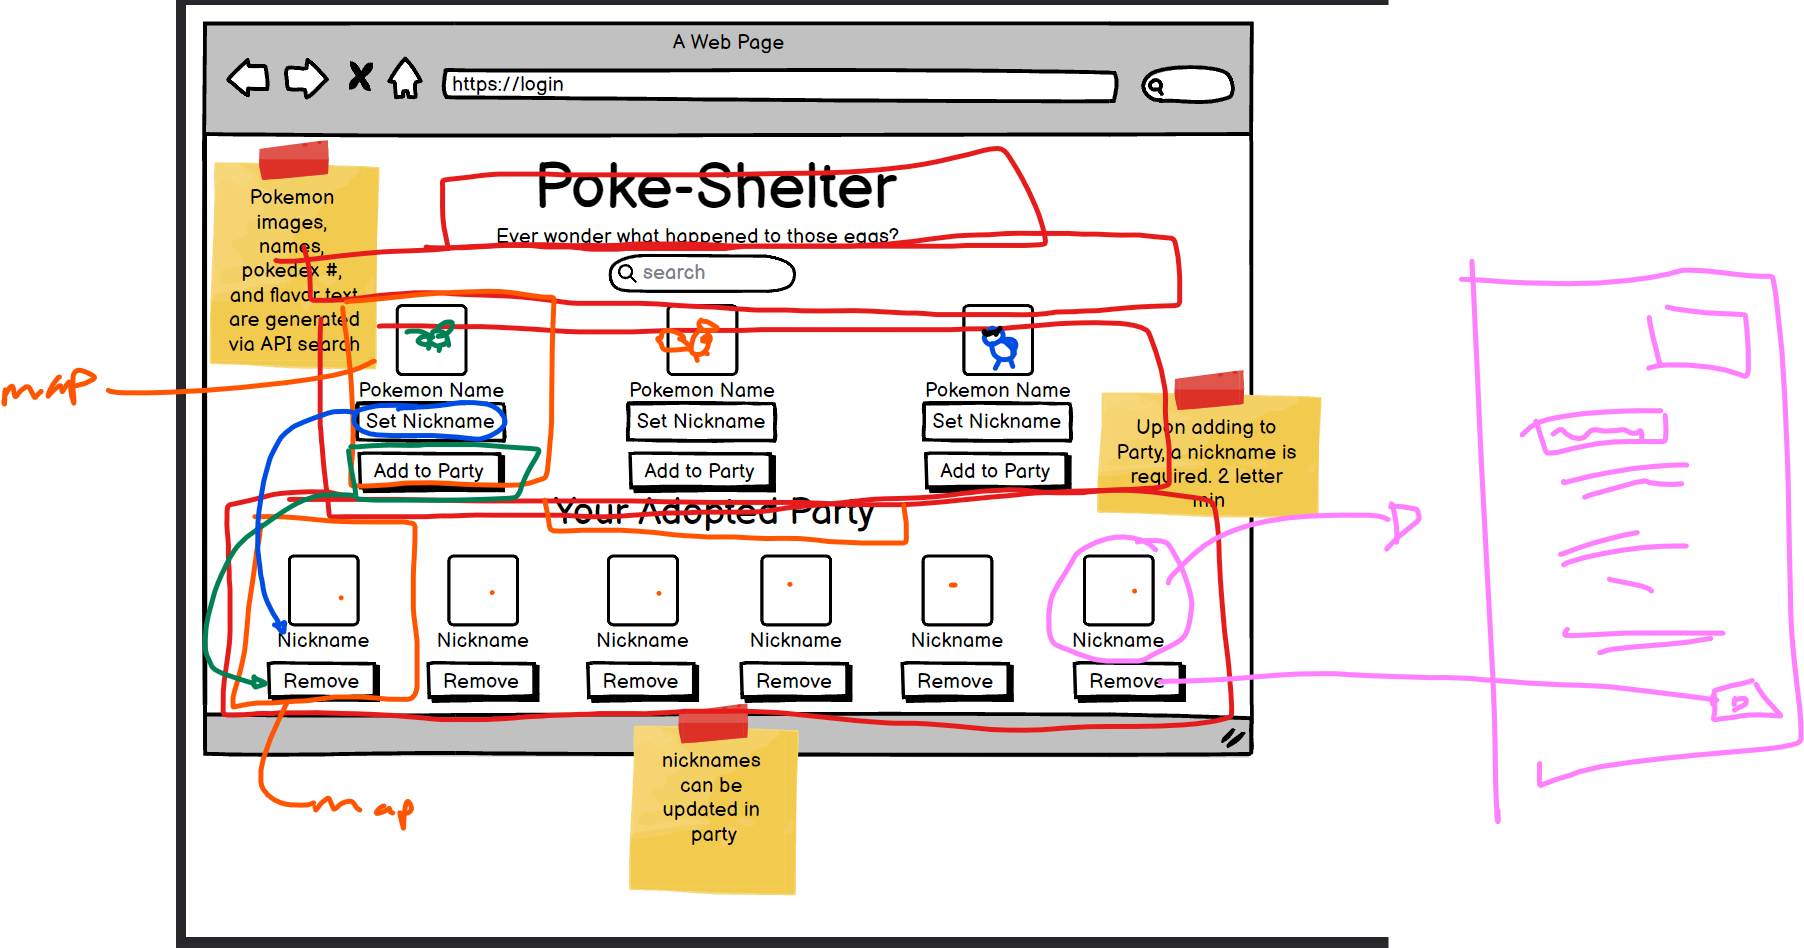 A Web Page
https://login
Pokemon
images,
names,
pokedex #,
and flavor text
are generated
via API search
Poke-Shelter
Ever wonder what happened to those eggs?
search
map
Pokemon Name
Set Nickname
Add to Party
Pokemon Name
Set Nickname
Add to Party
Pokemon Name
Set Nickname
Add to Party
Upon adding to
Party, a nickname is
required. 2 letter
min
Your Adopted Party
Nickname
Remove
Nickname
Remove
Nickname
Remove
Nickname
Remove
Nickname
Remove
Nickname
Remove
map
nicknames
can be
updated in
party